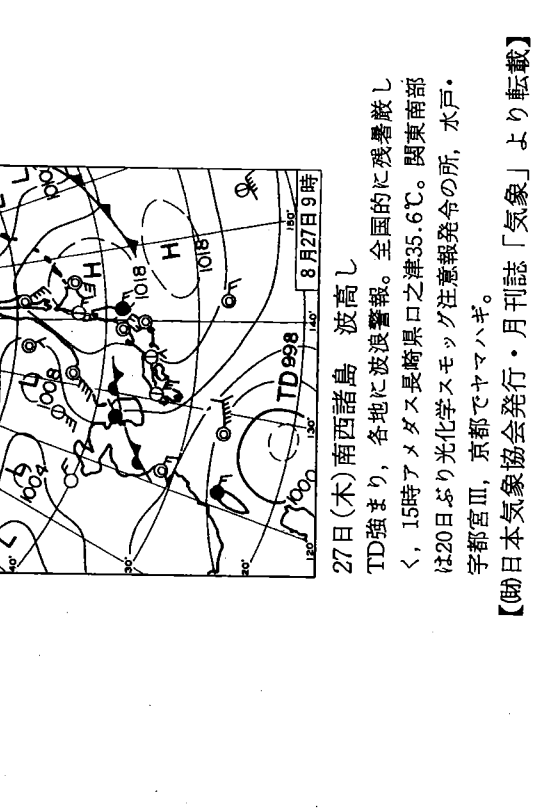 L
1004
L
1008
L
100
H
H
1018
H
1018
TD998
1000
40°
30°
20°
120°
130°
140°
150°
8月27日9時
27日(木)南西諸島 波高し
TD強まり,各地に波浪警報。全国的に残暑厳し
く,15時アメダス長崎県口之津35.6℃。関東南部
は20日ぶり光化学スモッグ注意報発令の所,水戸・
宇都宮III,京都でヤマハギ。
【(財)日本気象協会発行・月刊誌「気象」より転載】